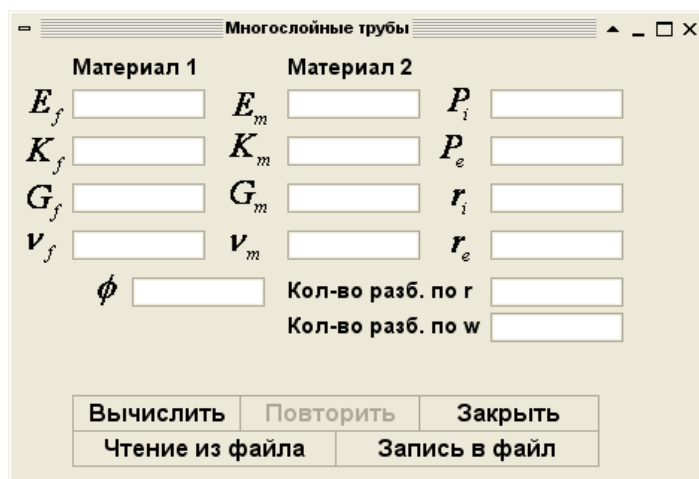 Многослойные трубы
Материал 1 Материал 2
E_f E_m P_i
K_f K_m P_e
G_f G_m r_i
ν_f ν_m r_e
ϕ Кол-во разб. по r
Кол-во разб. по w
Вычислить Повторить Закрыть
Чтение из файла Запись в файл